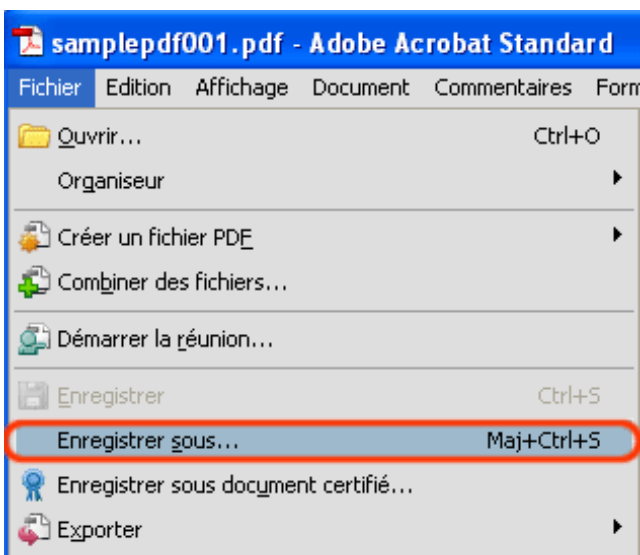 samplepdf001.pdf - Adobe Acrobat Standard
Fichier Edition Affichage Document Commentaires Form
Ouvrir... Ctrl+O
Organiseur
Créer un fichier PDF
Combiner des fichiers...
Démarrer la réunion...
Enregistrer Ctrl+S
Enregistrer sous... Maj+Ctrl+S
Enregistrer sous document certifié...
Exporter